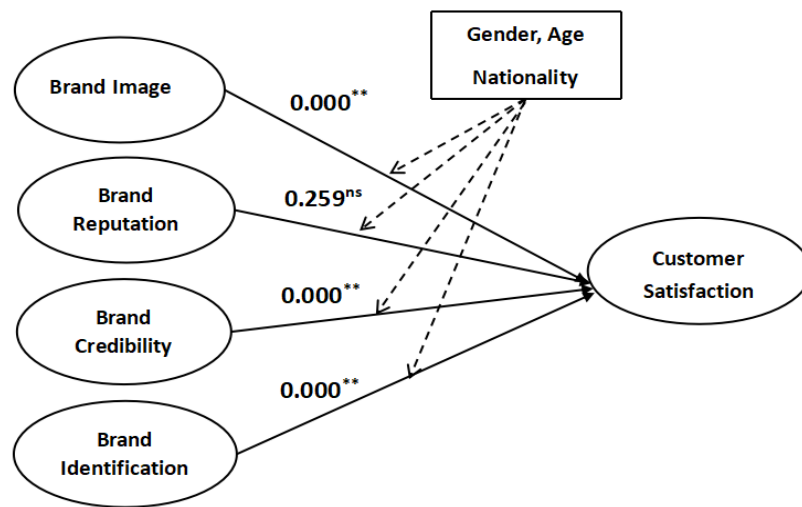 Gender, Age
Nationality
Brand Image
0.000**
Brand
Reputation
0.259ns
Customer
Satisfaction
Brand
Credibility
0.000**
Brand
Identification
0.000**